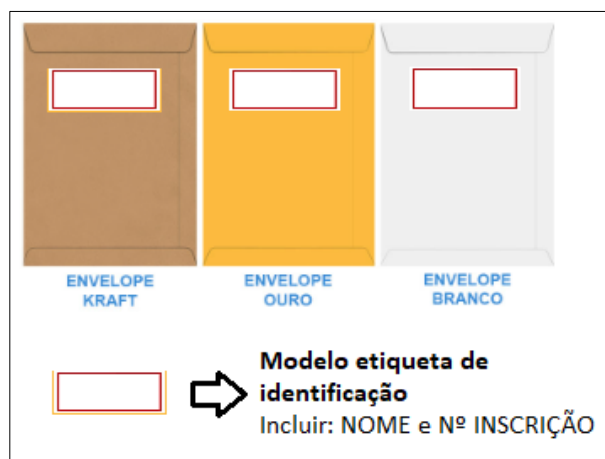 ENVELOPE
KRAFT
ENVELOPE
OURO
ENVELOPE
BRANCO
Modelo etiqueta de
identificação
Incluir: NOME e Nº INSCRIÇÃO